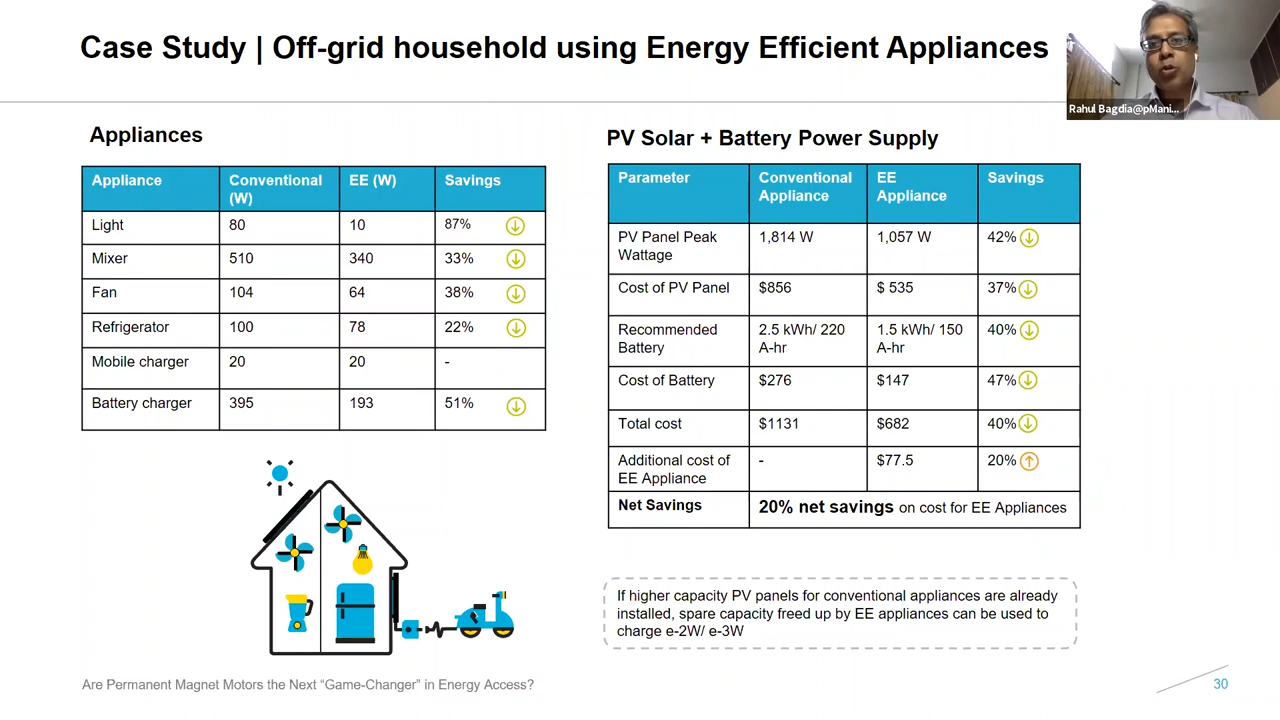 Case Study | Off-grid household using Energy Efficient Appliances
Rahul Bagdia@pMani...
Appliances
Appliance Conventional (W) EE (W) Savings
Light 80 10 87%
Mixer 510 340 33%
Fan 104 64 38%
Refrigerator 100 78 22%
Mobile charger 20 20 -
Battery charger 395 193 51%
PV Solar + Battery Power Supply
Parameter Conventional Appliance EE Appliance Savings
PV Panel Peak Wattage 1,814 W 1,057 W 42%
Cost of PV Panel $856 $ 535 37%
Recommended Battery 2.5 kWh/ 220 A-hr 1.5 kWh/ 150 A-hr 40%
Cost of Battery $276 $147 47%
Total cost $1131 $682 40%
Additional cost of EE Appliance - $77.5 20%
Net Savings 20% net savings on cost for EE Appliances
If higher capacity PV panels for conventional appliances are already
installed, spare capacity freed up by EE appliances can be used to
charge e-2W/ e-3W
Are Permanent Magnet Motors the Next “Game-Changer” in Energy Access?
30